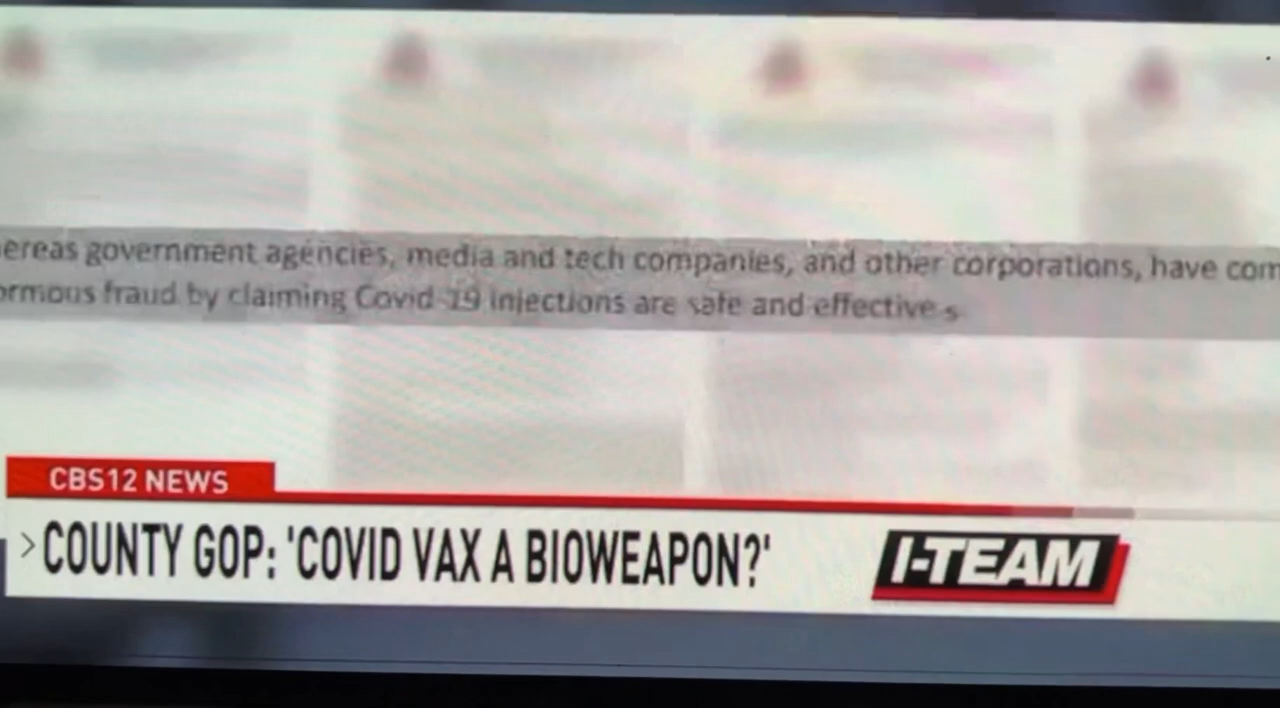 ereas government agencies, media and tech companies, and other corporations, have com
ormous fraud by claiming Covid-19 injections are safe and effective s
CBS12 NEWS
> COUNTY GOP: 'COVID VAX A BIOWEAPON?'
I-TEAM